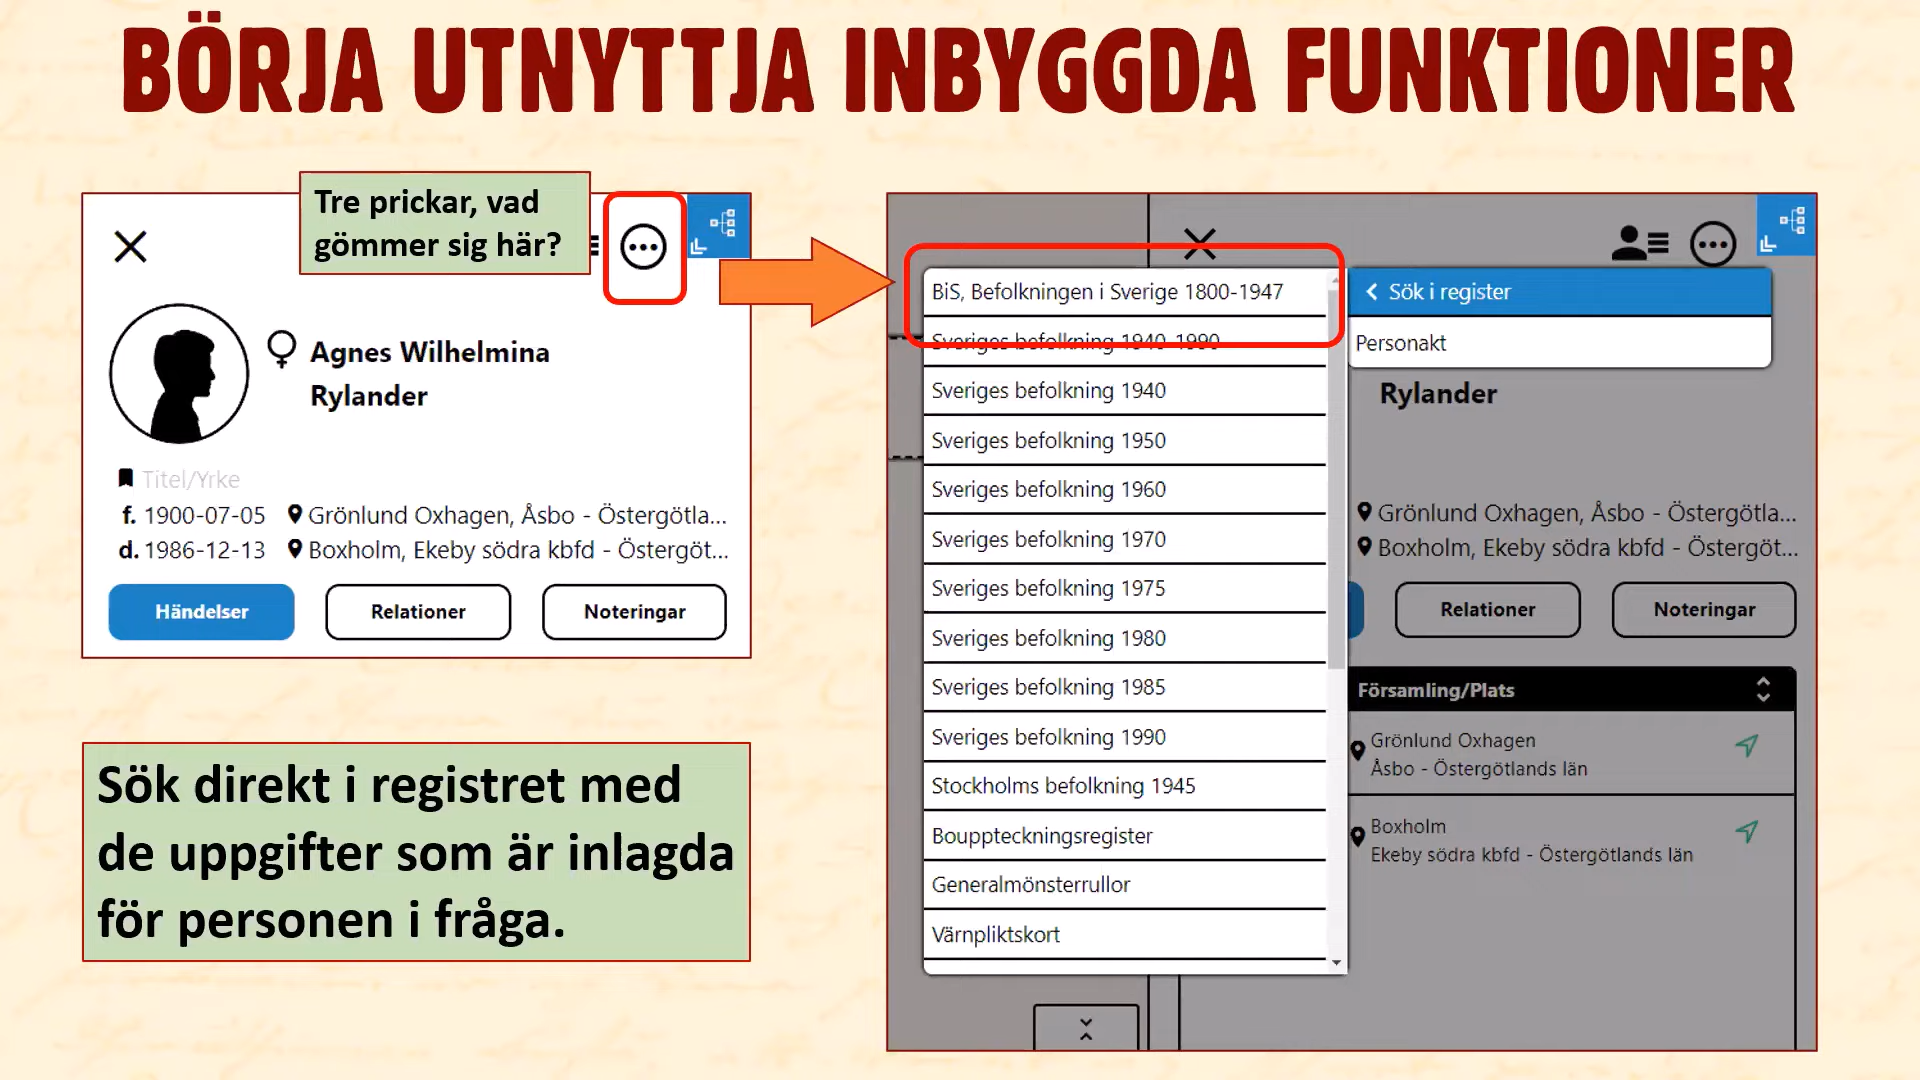 BÖRJA UTNYTTJA INBYGGDA FUNKTIONER
Tre prickar, vad
gömmer sig här?
Agnes Wilhelmina
Rylander
Titel/Yrke
f. 1900-07-05 Grönlund Oxhagen, Åsbo - Östergötla...
d. 1986-12-13 Boxholm, Ekeby södra kbfd - Östergöt...
Händelser Relationer Noteringar
Sök direkt i registret med
de uppgifter som är inlagda
för personen i fråga.
BiS, Befolkningen i Sverige 1800-1947
Sveriges befolkning 1940-1990
Sveriges befolkning 1940
Sveriges befolkning 1950
Sveriges befolkning 1960
Sveriges befolkning 1970
Sveriges befolkning 1975
Sveriges befolkning 1980
Sveriges befolkning 1985
Sveriges befolkning 1990
Stockholms befolkning 1945
Bouppteckningsregister
Generalmönsterrullor
Värnpliktskort
Sök i register
Personakt
Rylander
Grönlund Oxhagen, Åsbo - Östergötla...
Boxholm, Ekeby södra kbfd - Östergöt...
Relationer Noteringar
Församling/Plats
Grönlund Oxhagen
Åsbo - Östergötlands län
Boxholm
Ekeby södra kbfd - Östergötlands län